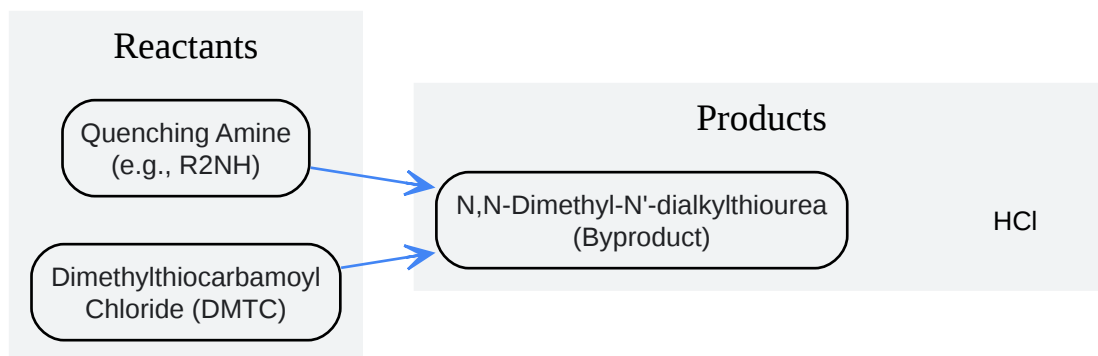 Reactants
Quenching Amine
(e.g., R2NH)
Dimethylthiocarbamoyl
Chloride (DMTC)
Products
N,N-Dimethyl-N'-dialkylthiourea
(Byproduct)
HCl